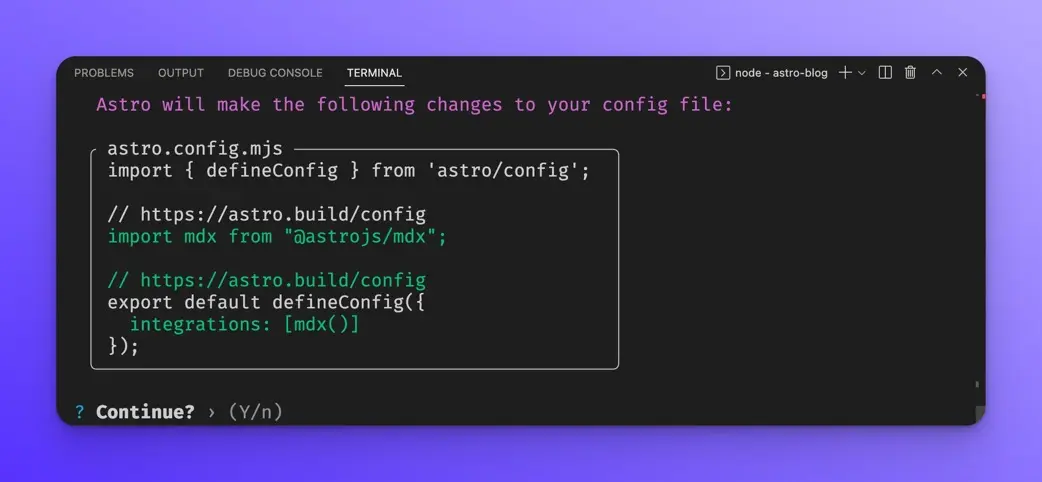 PROBLEMS OUTPUT DEBUG CONSOLE TERMINAL node - astro-blog
Astro will make the following changes to your config file:
astro.config.mjs
import { defineConfig } from 'astro/config';
// https://astro.build/config
import mdx from "@astrojs/mdx";
// https://astro.build/config
export default defineConfig({
  integrations: [mdx()]
});
? Continue? › (Y/n)